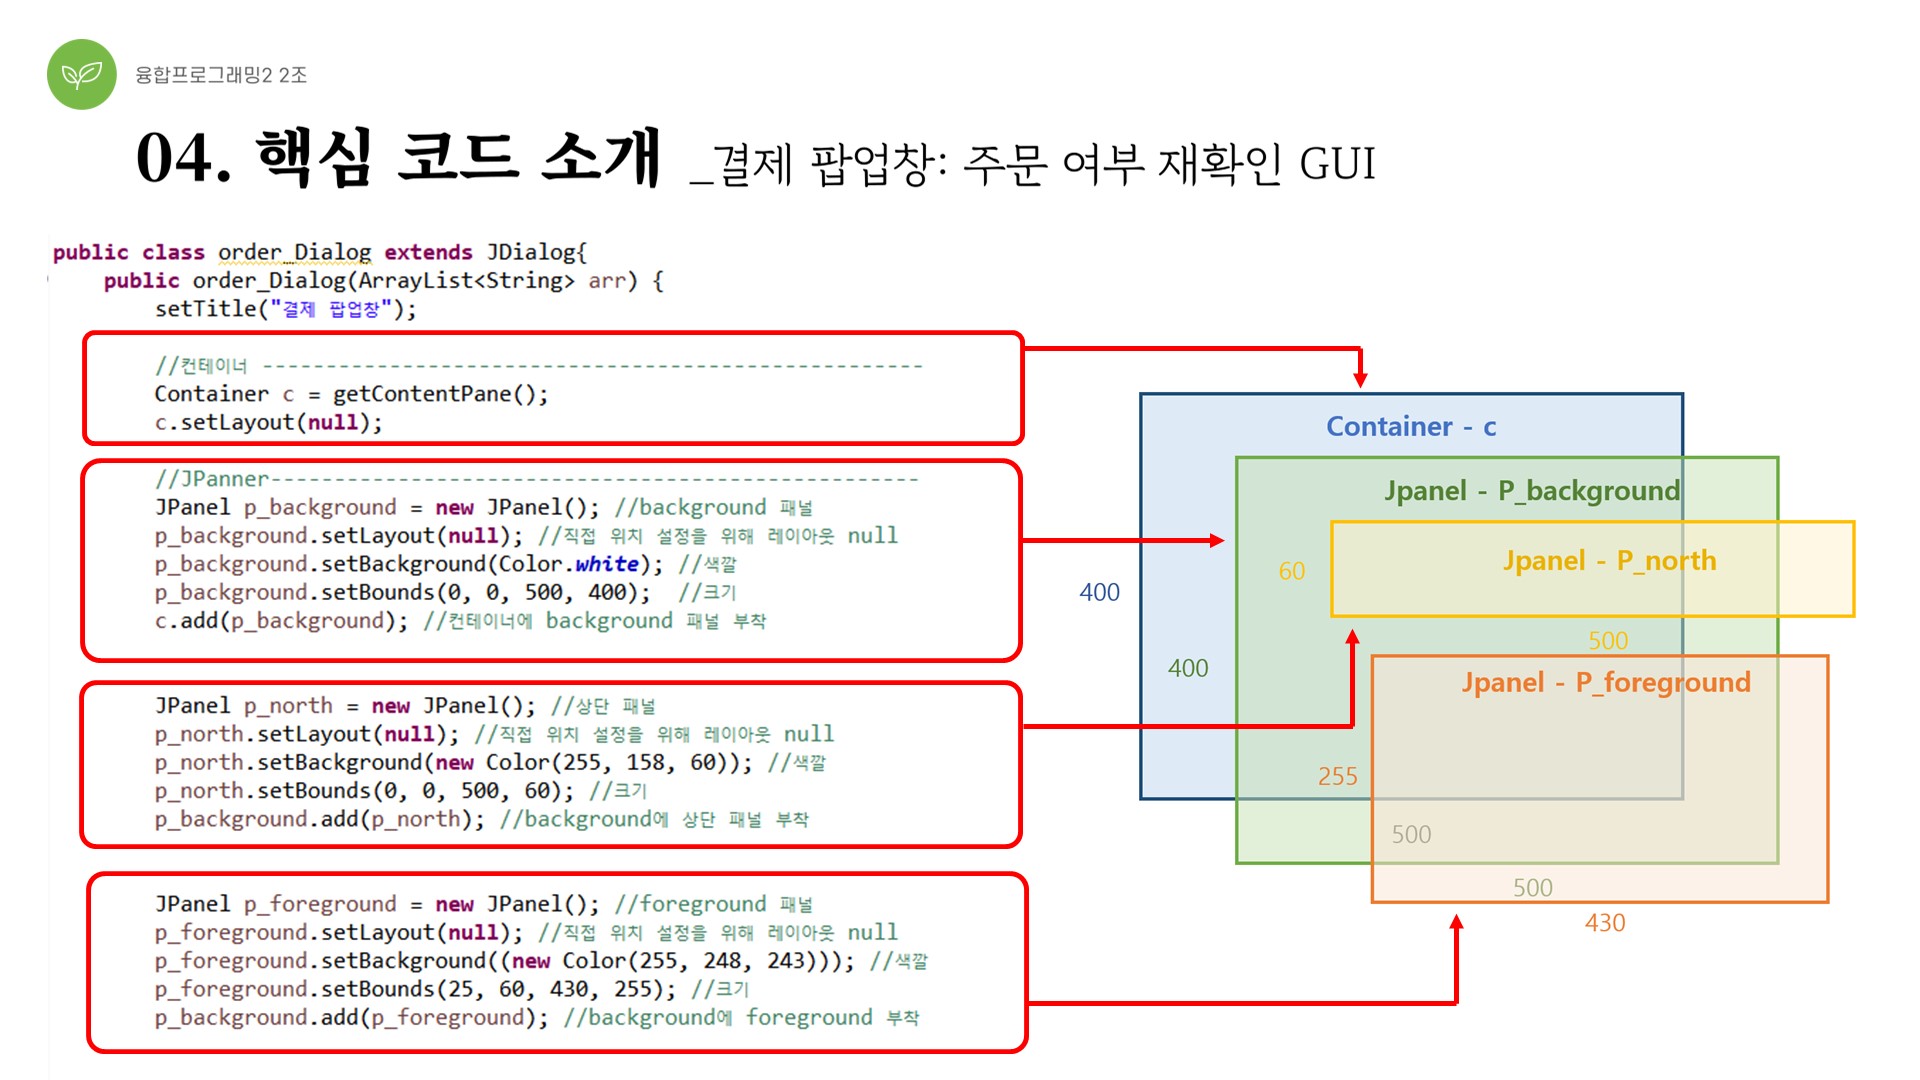 융합프로그래밍2 2조
04. 핵심 코드 소개 _결제 팝업창: 주문 여부 재확인 GUI
public class order_Dialog extends JDialog{
public order_Dialog(ArrayList<String> arr) {
setTitle("결제 팝업창");
//컨테이너 ----------------------------------------------------
Container c = getContentPane();
c.setLayout(null);
//JPanner---------------------------------------------------
JPanel p_background = new JPanel(); //background 패널
p_background.setLayout(null); //직접 위치 설정을 위해 레이아웃 null
p_background.setBackground(Color.white); //색깔
p_background.setBounds(0, 0, 500, 400);  //크기
c.add(p_background); //컨테이너에 background 패널 부착
JPanel p_north = new JPanel(); //상단 패널
p_north.setLayout(null); //직접 위치 설정을 위해 레이아웃 null
p_north.setBackground(new Color(255, 158, 60)); //색깔
p_north.setBounds(0, 0, 500, 60); //크기
p_background.add(p_north); //background에 상단 패널 부착
JPanel p_foreground = new JPanel(); //foreground 패널
p_foreground.setLayout(null); //직접 위치 설정을 위해 레이아웃 null
p_foreground.setBackground((new Color(255, 248, 243))); //색깔
p_foreground.setBounds(25, 60, 430, 255); //크기
p_background.add(p_foreground); //background에 foreground 부착
Container - c
Jpanel - P_background
Jpanel - P_north
60
400
500
400
Jpanel - P_foreground
255
500
500
430